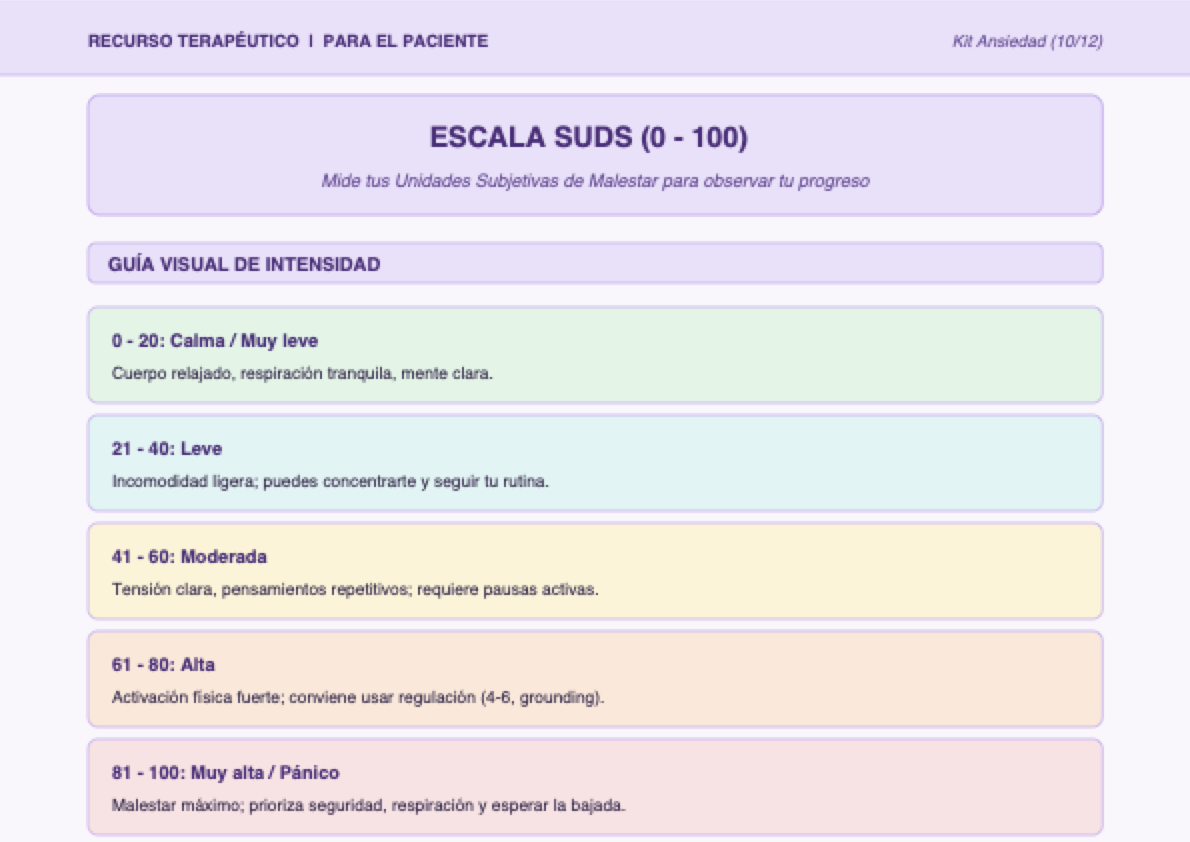 RECURSO TERAPÉUTICO | PARA EL PACIENTE
Kit Ansiedad (10/12)
ESCALA SUDS (0 - 100)
Mide tus Unidades Subjetivas de Malestar para observar tu progreso
GUÍA VISUAL DE INTENSIDAD
0 - 20: Calma / Muy leve
Cuerpo relajado, respiración tranquila, mente clara.
21 - 40: Leve
Incomodidad ligera; puedes concentrarte y seguir tu rutina.
41 - 60: Moderada
Tensión clara, pensamientos repetitivos; requiere pausas activas.
61 - 80: Alta
Activación física fuerte; conviene usar regulación (4-6, grounding).
81 - 100: Muy alta / Pánico
Malestar máximo; prioriza seguridad, respiración y esperar la bajada.